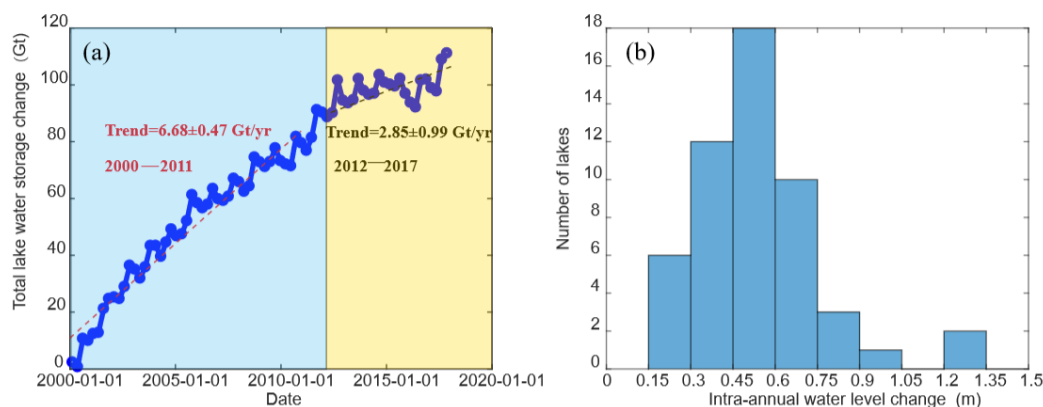 (a)
Total lake water storage change (Gt)
120
100
80
60
40
20
0
Trend=6.68±0.47 Gt/yr
2000—2011
Trend=2.85±0.99 Gt/yr
2012—2017
2000-01-01 2005-01-01 2010-01-01 2015-01-01 2020-01-01
Date
(b)
Number of lakes
18
16
14
12
10
8
6
4
2
0
0 0.15 0.3 0.45 0.6 0.75 0.9 1.05 1.2 1.35 1.5
Intra-annual water level change (m)